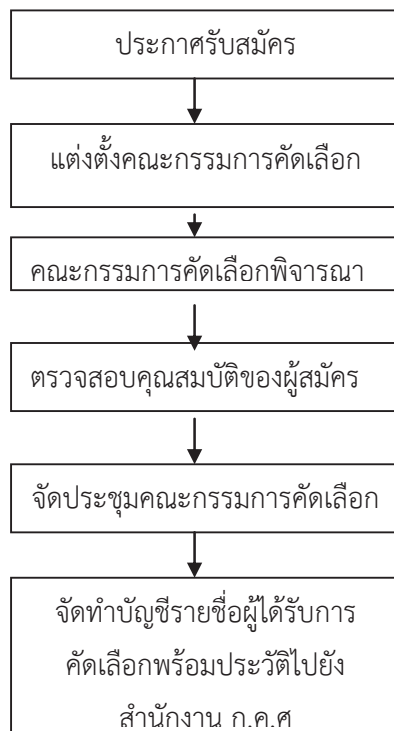 ประกาศรับสมัคร
แต่งตั้งคณะกรรมการคัดเลือก
คณะกรรมการคัดเลือกพิจารณา
ตรวจสอบคุณสมบัติของผู้สมัคร
จัดประชุมคณะกรรมการคัดเลือก
จัดทำบัญชีรายชื่อผู้ได้รับการ
คัดเลือกพร้อมประวัติไปยัง
สำนักงาน ก.ค.ศ